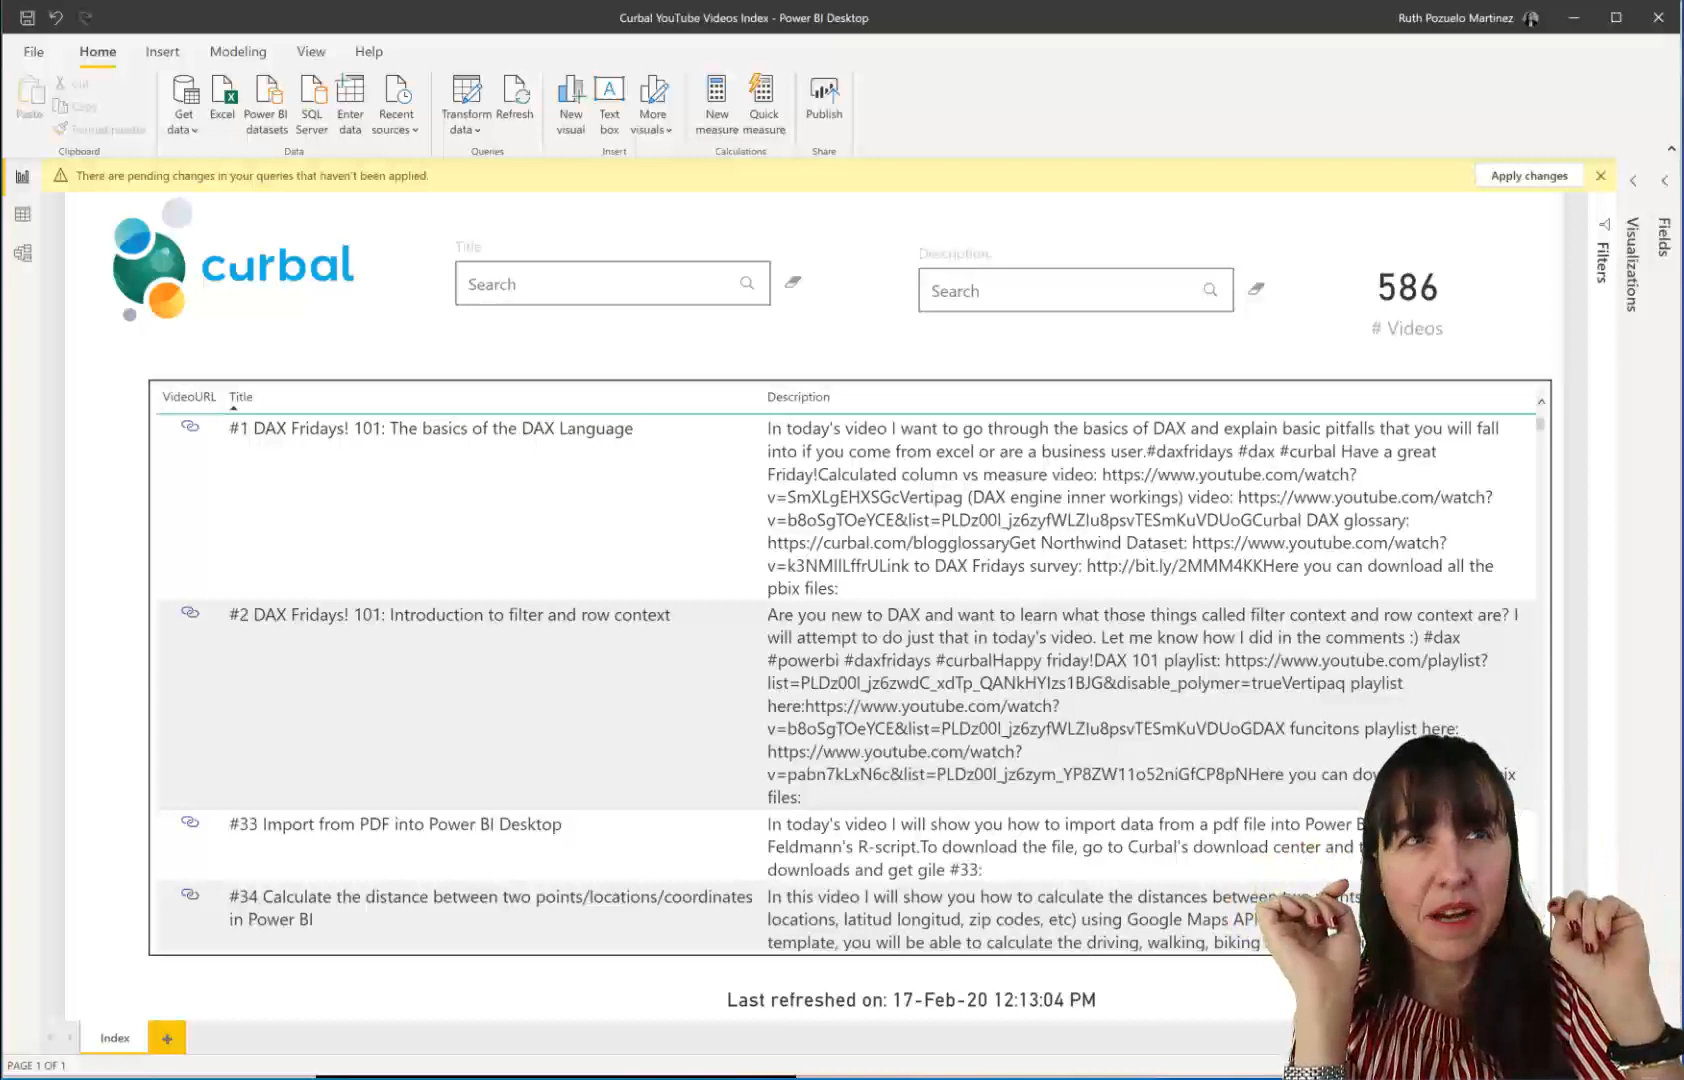 Curbal YouTube Videos Index - Power BI Desktop
Ruth Pozuelo Martinez
File Home Insert Modeling View Help
Paste
Cut
Copy
Format painter
Clipboard
Get data
Excel
Power BI datasets
SQL Server
Enter data
Recent sources
Data
Transform data
Refresh
Queries
New visual
Text box
More visuals
Insert
New measure
Quick measure
Calculations
Publish
Share
There are pending changes in your queries that haven't been applied.
Apply changes
curbal
Title
Search
Description
Search
586
# Videos
Filters
Visualizations
Fields
VideoURL Title Description
#1 DAX Fridays! 101: The basics of the DAX Language
In today's video I want to go through the basics of DAX and explain basic pitfalls that you will fall
into if you come from excel or are a business user.#daxfridays #dax #curbal Have a great
Friday!Calculated column vs measure video: https://www.youtube.com/watch?
v=SmXLgEHXSGcVertipaq (DAX engine inner workings) video: https://www.youtube.com/watch?
v=b8oSgTOeYCE&list=PLDz00l_jz6zyfWLZIu8psvTESmKuVDUoGCurbal DAX glossary:
https://curbal.com/blogglossaryGet Northwind Dataset: https://www.youtube.com/watch?
v=k3NMIlLffrULink to DAX Fridays survey: http://bit.ly/2MMM4KKHere you can download all the
pbix files:
#2 DAX Fridays! 101: Introduction to filter and row context
Are you new to DAX and want to learn what those things called filter context and row context are? I
will attempt to do just that in today's video. Let me know how I did in the comments :) #dax
#powerbi #daxfridays #curbalHappy friday!DAX 101 playlist: https://www.youtube.com/playlist?
list=PLDz00l_jz6zwdC_xdTp_QANkHYIzs1BJG&disable_polymer=trueVertipaq playlist
here:https://www.youtube.com/watch?
v=b8oSgTOeYCE&list=PLDz00l_jz6zyfWLZIu8psvTESmKuVDUoGDAX funcitons playlist here:
https://www.youtube.com/watch?
v=pabn7kLxN6c&list=PLDz00l_jz6zym_YP8ZW11o52niGfCP8pNHere you can
files:
#33 Import from PDF into Power BI Desktop
In today's video I will show you how to import data from a pdf file into Power
Feldmann's R-script.To download the file, go to Curbal's download center and
downloads and get gile #33:
#34 Calculate the distance between two points/locations/coordinates
in Power BI
In this video I will show you how to calculate the distances between two points
locations, latitud longitud, zip codes, etc) using Google Maps API
template, you will be able to calculate the driving, walking, biking
Last refreshed on: 17-Feb-20 12:13:04 PM
Index
PAGE 1 OF 1